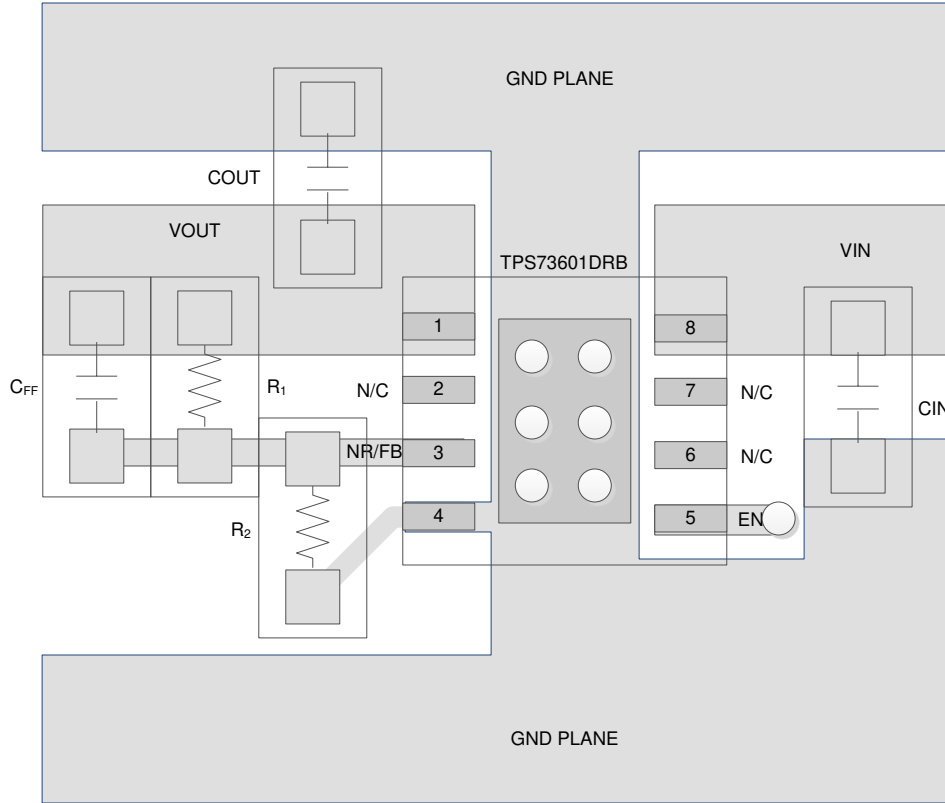 GND PLANE
COUT
VOUT
TPS73601DRB
VIN
1
8
CFF
R1
N/C
2
7
N/C
CIN
NR/FB
3
6
N/C
R2
4
5
EN
GND PLANE